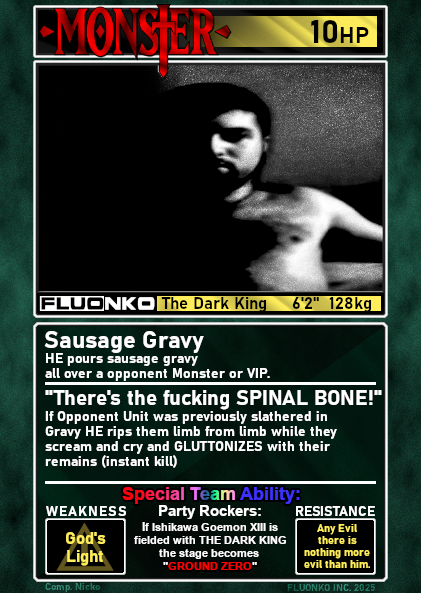 MONSTER
10HP
FLUONKO The Dark King 6'2" 128kg
Sausage Gravy
HE pours sausage gravy
all over a opponent Monster or VIP.
"There's the fucking SPINAL BONE!"
If Opponent Unit was previously slathered in
Gravy HE rips them limb from limb while they
scream and cry and GLUTTONIZES with their
remains (instant kill)
Special Team Ability:
WEAKNESS
God's
Light
Party Rockers:
If Ishikawa Goemon XIII is
fielded with THE DARK KING
the stage becomes
"GROUND ZERO"
RESISTANCE
Any Evil
there is
nothing more
evil than him.
Comp. Nicko
FLUONKO INC. 2025